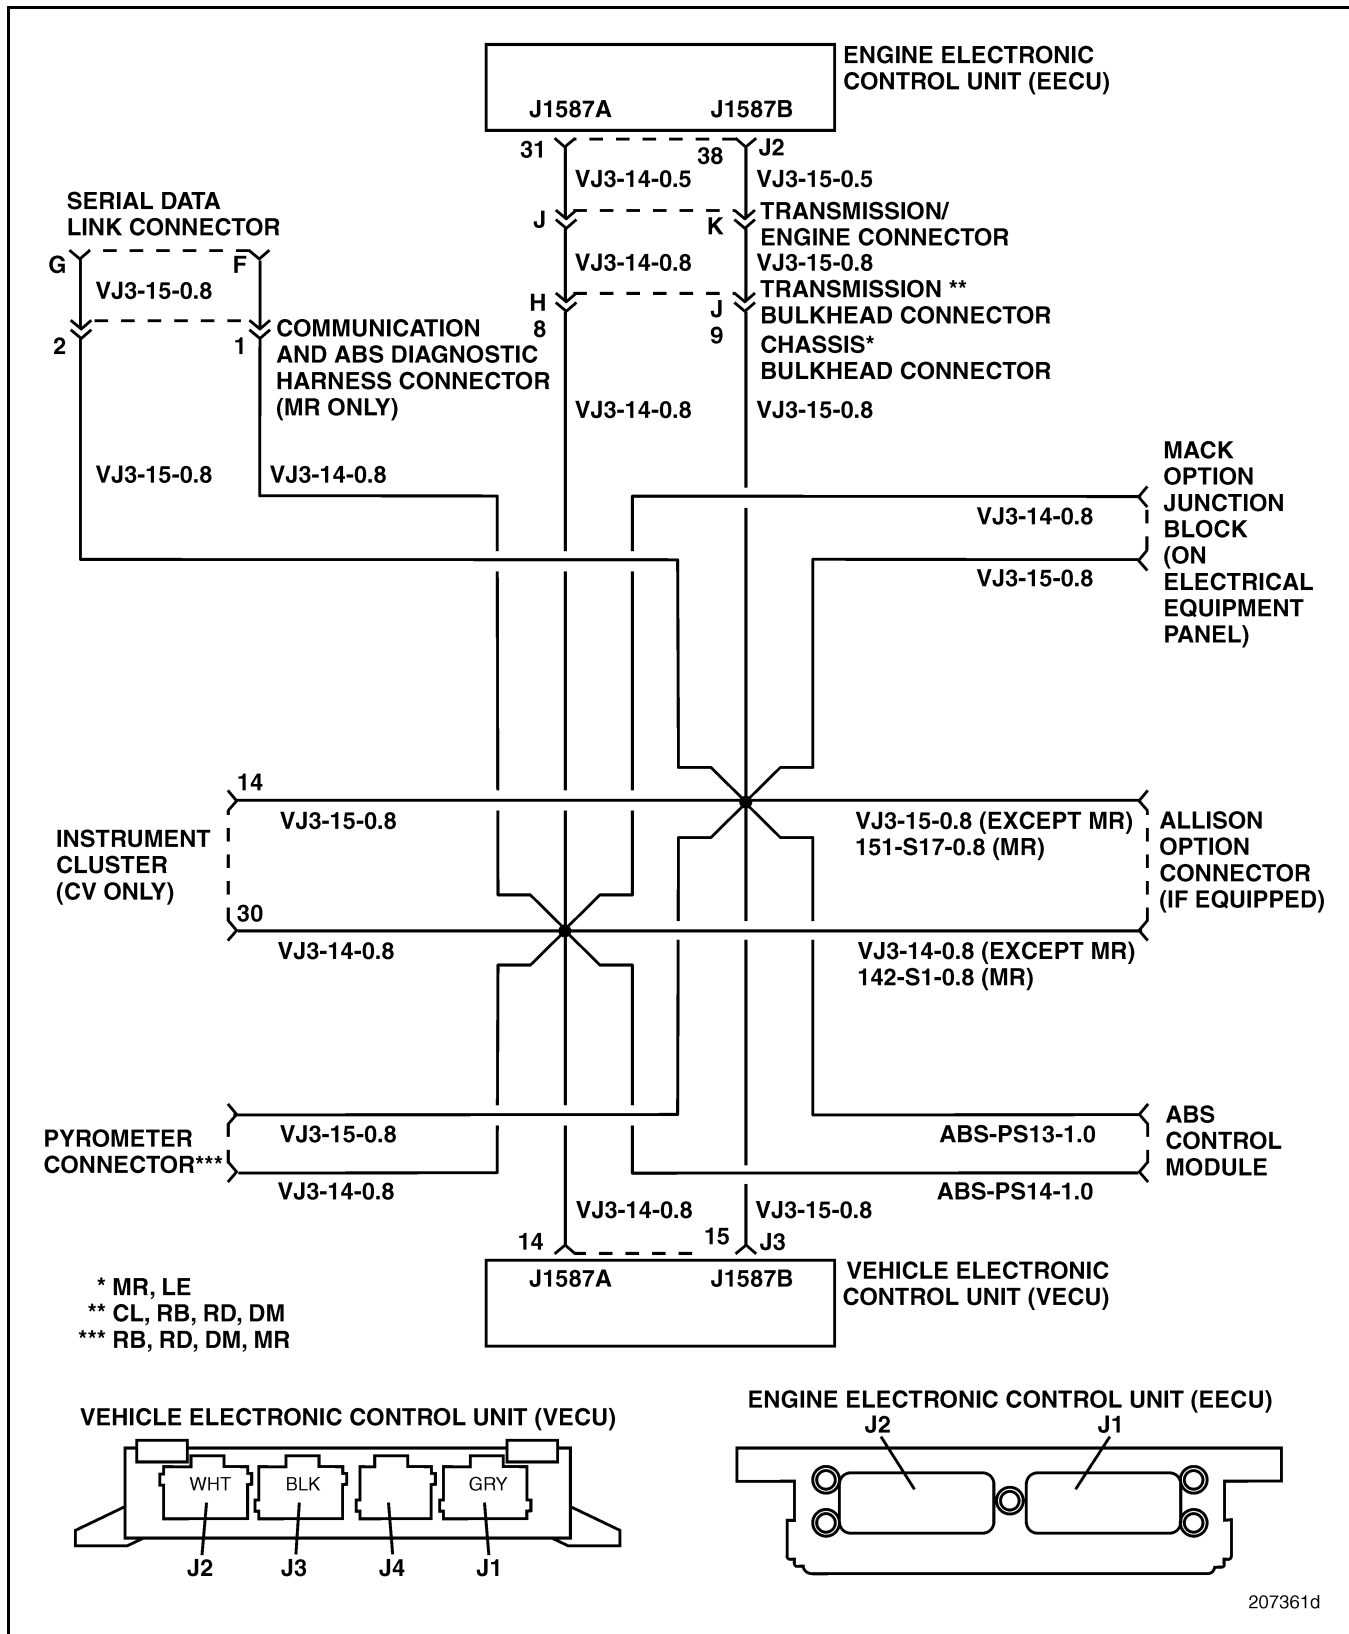 ENGINE ELECTRONIC
CONTROL UNIT (EECU)
J1587A
J1587B
31
38
J2
VJ3-14-0.5
VJ3-15-0.5
SERIAL DATA
LINK CONNECTOR
J
K
TRANSMISSION/
ENGINE CONNECTOR
G
F
VJ3-14-0.8
VJ3-15-0.8
VJ3-15-0.8
H
J
TRANSMISSION **
BULKHEAD CONNECTOR
8
9
CHASSIS*
BULKHEAD CONNECTOR
2
1
COMMUNICATION
AND ABS DIAGNOSTIC
HARNESS CONNECTOR
(MR ONLY)
VJ3-14-0.8
VJ3-15-0.8
VJ3-15-0.8
VJ3-14-0.8
MACK
OPTION
JUNCTION
BLOCK
(ON
ELECTRICAL
EQUIPMENT
PANEL)
VJ3-14-0.8
VJ3-15-0.8
14
VJ3-15-0.8
INSTRUMENT
CLUSTER
(CV ONLY)
30
VJ3-14-0.8
VJ3-15-0.8 (EXCEPT MR)
151-S17-0.8 (MR)
ALLISON
OPTION
CONNECTOR
(IF EQUIPPED)
VJ3-14-0.8 (EXCEPT MR)
142-S1-0.8 (MR)
PYROMETER
CONNECTOR***
VJ3-15-0.8
VJ3-14-0.8
ABS-PS13-1.0
ABS-PS14-1.0
ABS
CONTROL
MODULE
VJ3-14-0.8
VJ3-15-0.8
14
15
J3
J1587A
J1587B
VEHICLE ELECTRONIC
CONTROL UNIT (VECU)
* MR, LE
** CL, RB, RD, DM
*** RB, RD, DM, MR
VEHICLE ELECTRONIC CONTROL UNIT (VECU)
WHT
BLK
GRY
J2
J3
J4
J1
ENGINE ELECTRONIC CONTROL UNIT (EECU)
J2
J1
207361d